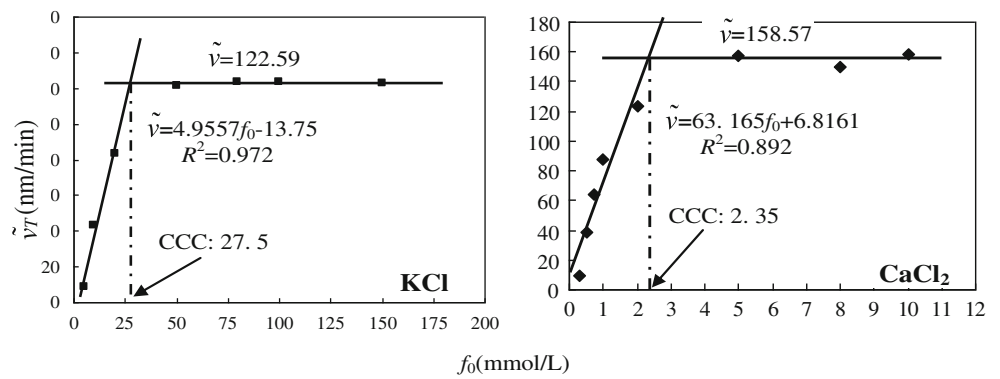 0
0
0
0
0
0
0
20
0
ṽ_T (nm/min)
ṽ=122.59
ṽ=4.9557f₀-13.75
R²=0.972
CCC: 27. 5
KCl
0 25 50 75 100 125 150 175 200
180
160
140
120
100
80
60
40
20
0
ṽ=158.57
ṽ=63. 165f₀+6.8161
R²=0.892
CCC: 2. 35
CaCl₂
0 1 2 3 4 5 6 7 8 9 10 11 12
f₀(mmol/L)